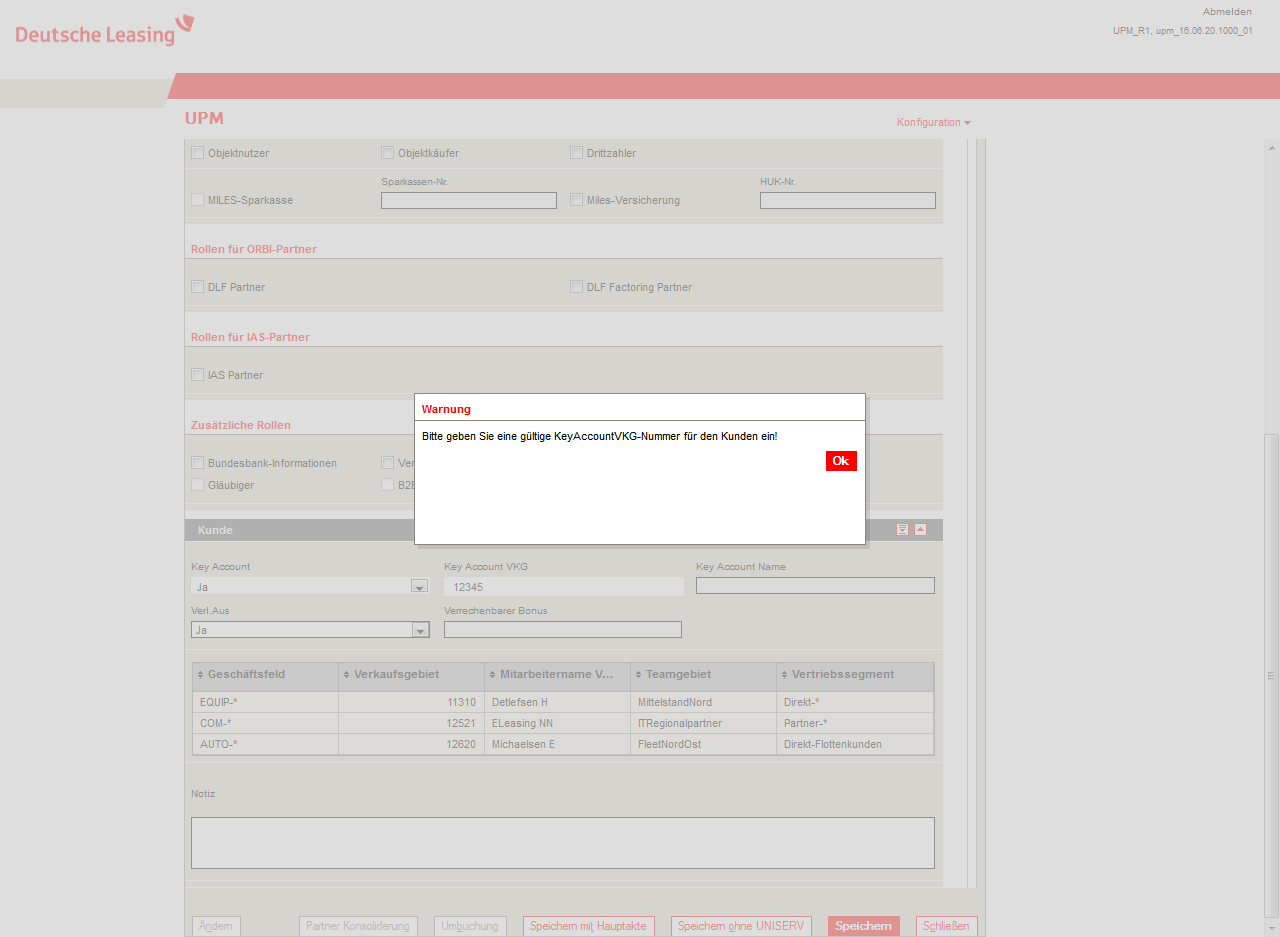 Deutsche Leasing
Abmelden
UPM_R1, upm_16.06.20.1000_01
UPM
Konfiguration
Objektnutzer Objektkäufer Drittzahler
Sparkassen-Nr. HUK-Nr.
MILES-Sparkasse Miles-Versicherung
Rollen für ORBI-Partner
DLF Partner DLF Factoring Partner
Rollen für IAS-Partner
IAS Partner
Warnung
Bitte geben Sie eine gültige KeyAccountVKG-Nummer für den Kunden ein!
Ok
Zusätzliche Rollen
Bundesbank-Informationen
Gläubiger
Kunde
Key Account Key Account VKG Key Account Name
Ja 12345
Verl.Aus Verrechenbarer Bonus
Ja
Geschäftsfeld Verkaufsgebiet Mitarbeitername V... Teamgebiet Vertriebssegment
EQUIP-* 11310 Detlefsen H MittelstandNord Direkt-*
COM-* 12521 ELeasing NN ITRegionalpartner Partner-*
AUTO-* 12620 Michaelsen E FleetNordOst Direkt-Flottenkunden
Notiz
Ändern Partner Konsolidierung Umbuchung Speichern mit Hauptakte Speichern ohne UNISERV Speichern Schließen